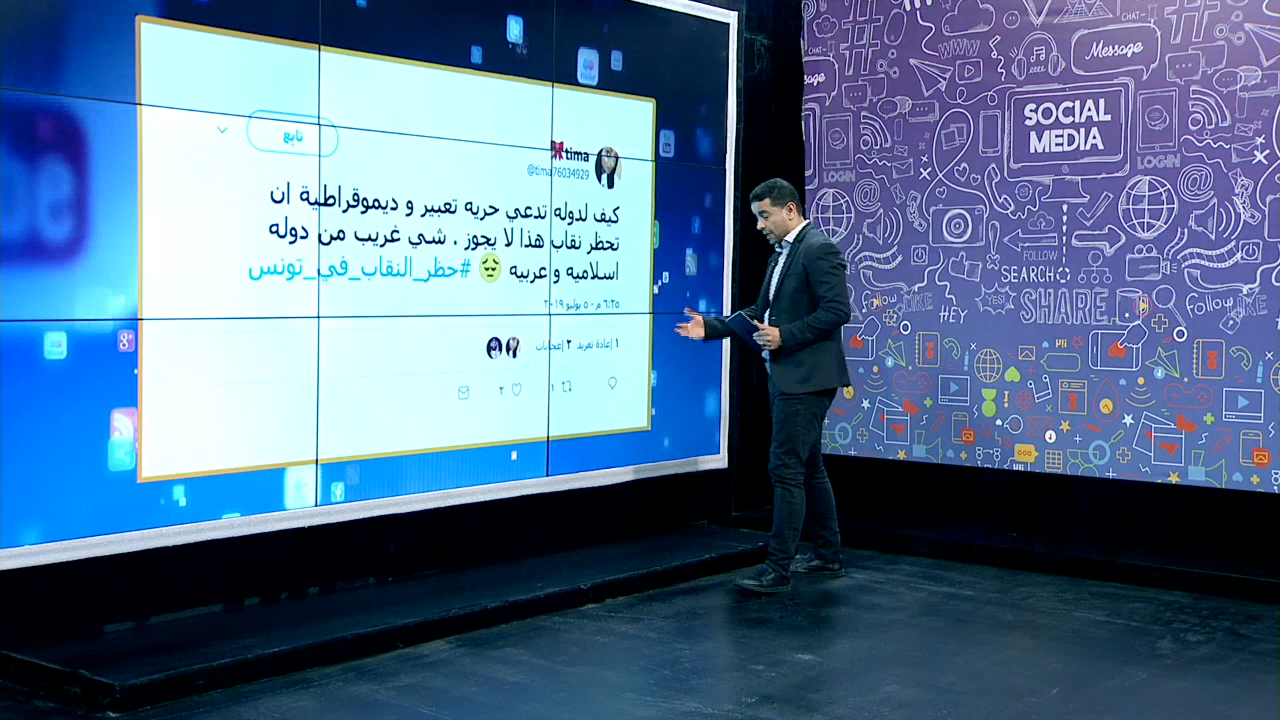 تابع
tima
@tima76034929
كيف لدوله تدعي حريه تعبير و ديموقراطية ان
تحظر نقاب هذا لا يجوز . شي غريب من دوله
اسلاميه و عربيه #حظر_النقاب_في_تونس
٦:٢٥ م - ٥ يوليو ٢٠١٩
١ إعادة تغريد ٢ إعجابات
١ ٢
CHAT
WWW
Message
SOCIAL
MEDIA
LOGIN
LOGIN
FOLLOW
SEARCH
Follow
LIKE
HEY
YES!
SHARE
Follow
LIKE
Hi